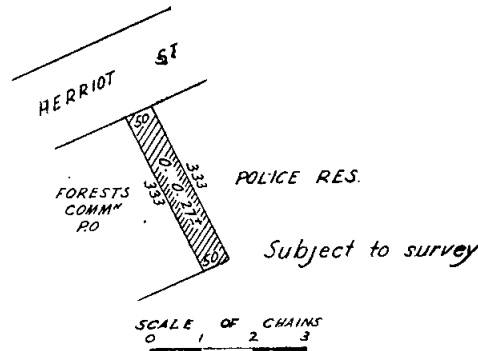 HERRIOT ST
50
333
0. 0. 27±
333
FORESTS
COMMN
P.O
POLICE RES.
50
Subject to survey
SCALE OF CHAINS
0 1 2 3